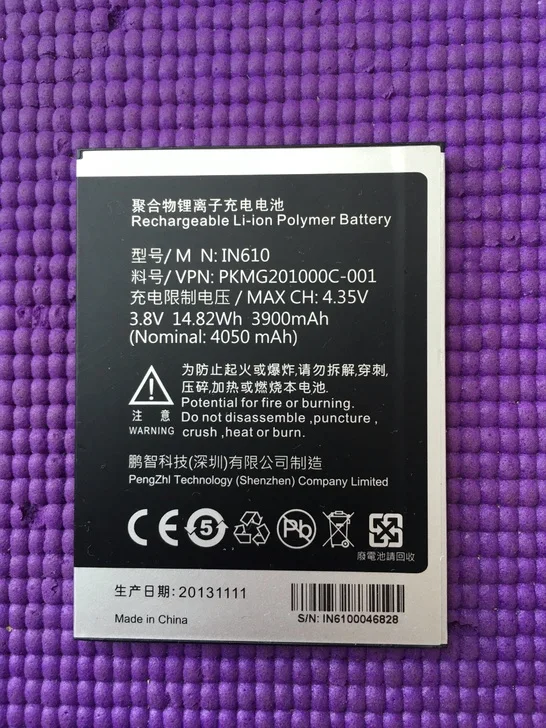 聚合物锂离子充电电池
Rechargeable Li-ion Polymer Battery
型号/ M N: IN610
料号/ VPN: PKMG201000C-001
充电限制电压 / MAX CH: 4.35V
3.8V 14.82Wh 3900mAh
(Nominal: 4050 mAh)
为防止起火或爆炸,请勿拆解,穿刺,
压碎,加热或燃烧本电池.
Potential for fire or burning.
Do not disassemble ,puncture ,
crush ,heat or burn.
注 意
WARNING
鹏智科技(深圳)有限公司制造
PengZhI Technology (Shenzhen) Company Limited
CE 5 Pb
廢電池請回收
生产日期: 20131111
Made in China
S/N: IN6100046828